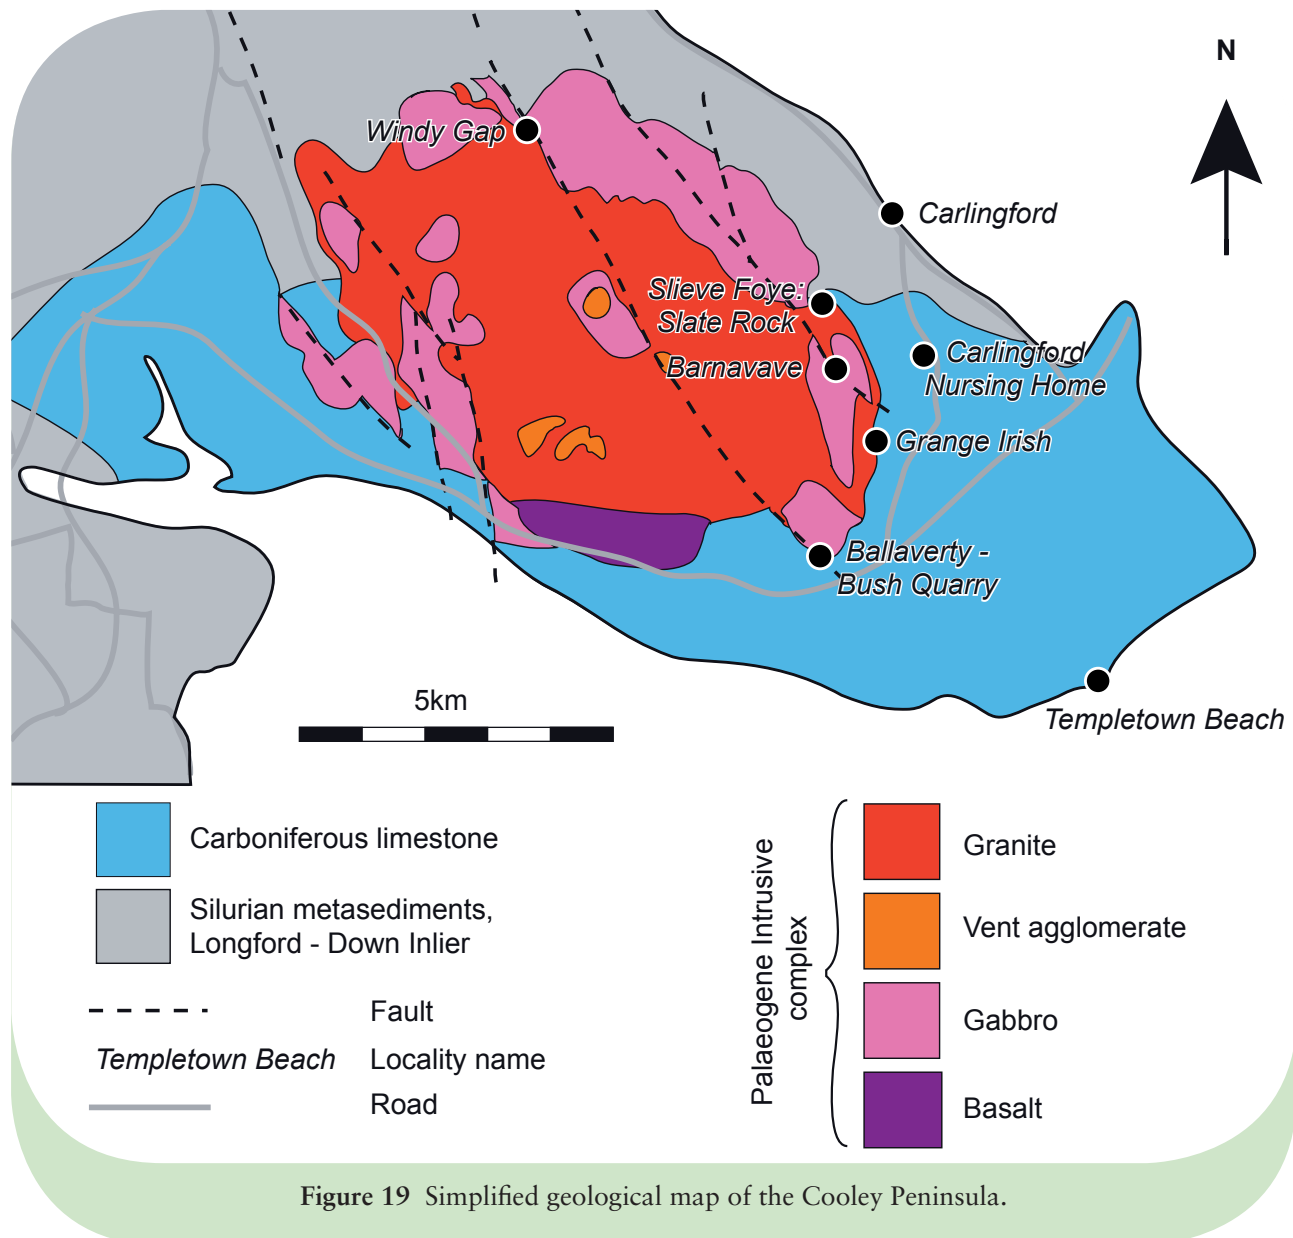 N
Windy Gap
Carlingford
Slieve Foye:
Slate Rock
Barnavave
Carlingford
Nursing Home
Grange Irish
Ballaverty -
Bush Quarry
Templetown Beach
5km
Carboniferous limestone
Silurian metasediments,
Longford - Down Inlier
Fault
Templetown Beach
Locality name
Road
Palaeogene Intrusive
complex
Granite
Vent agglomerate
Gabbro
Basalt
Figure 19 Simplified geological map of the Cooley Peninsula.